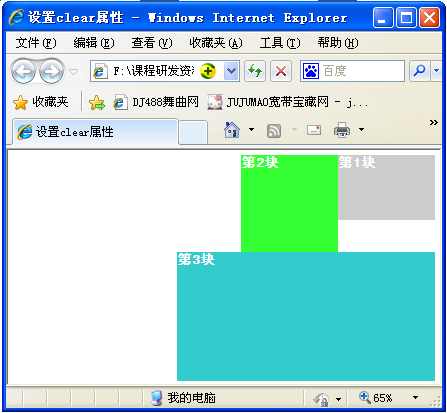 设置clear属性 - Windows Internet Explorer
文件(F) 编辑(E) 查看(V) 收藏夹(A) 工具(T) 帮助(H)
F:\课程研发资 百度
收藏夹 DJ488舞曲网 JUJUMAO宽带宝藏网 - j...
设置clear属性 »
第2块 第1块
第3块
我的电脑 65%